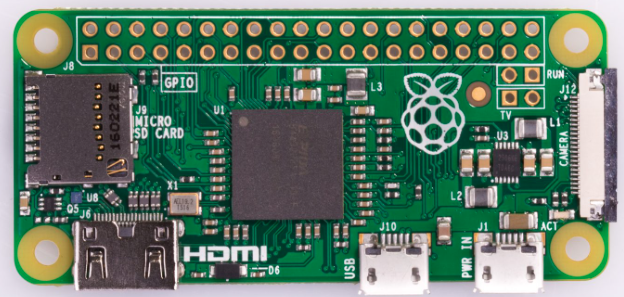 J8
GPIO
RUN
J12
TV
L3
U1
J9
MICRO
SD CARD
160221E
L1
U3
CAMERA
L2
X1
Q5
U8
J6
HDMI
D6
USB
J10
PWR IN
J1
ACT